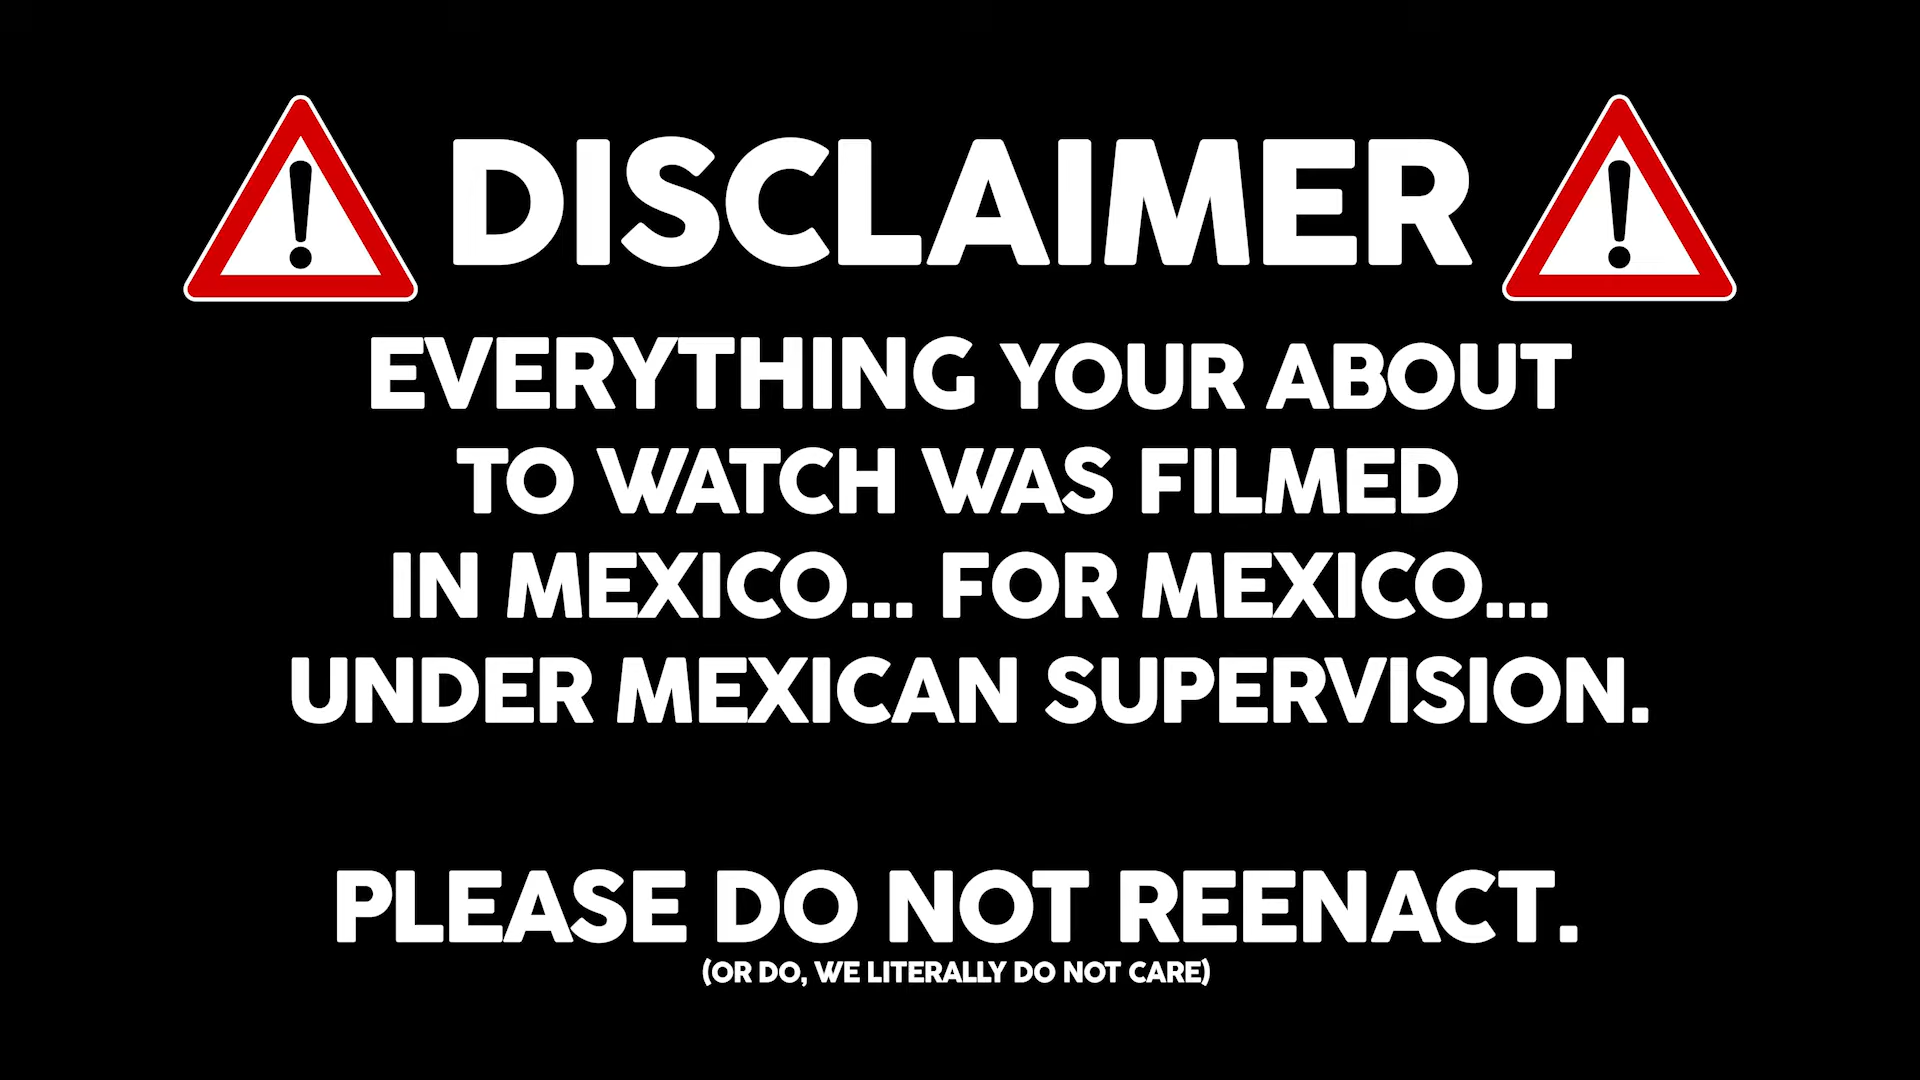 DISCLAIMER
EVERYTHING YOUR ABOUT
TO WATCH WAS FILMED
IN MEXICO... FOR MEXICO...
UNDER MEXICAN SUPERVISION.
PLEASE DO NOT REENACT.
(OR DO, WE LITERALLY DO NOT CARE)